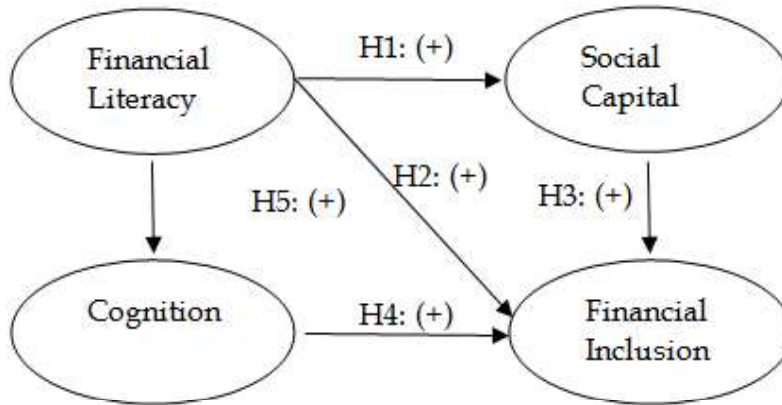 Financial
Literacy
H1: (+)
Social
Capital
H2: (+)
H5: (+)
H3: (+)
Cognition
H4: (+)
Financial
Inclusion